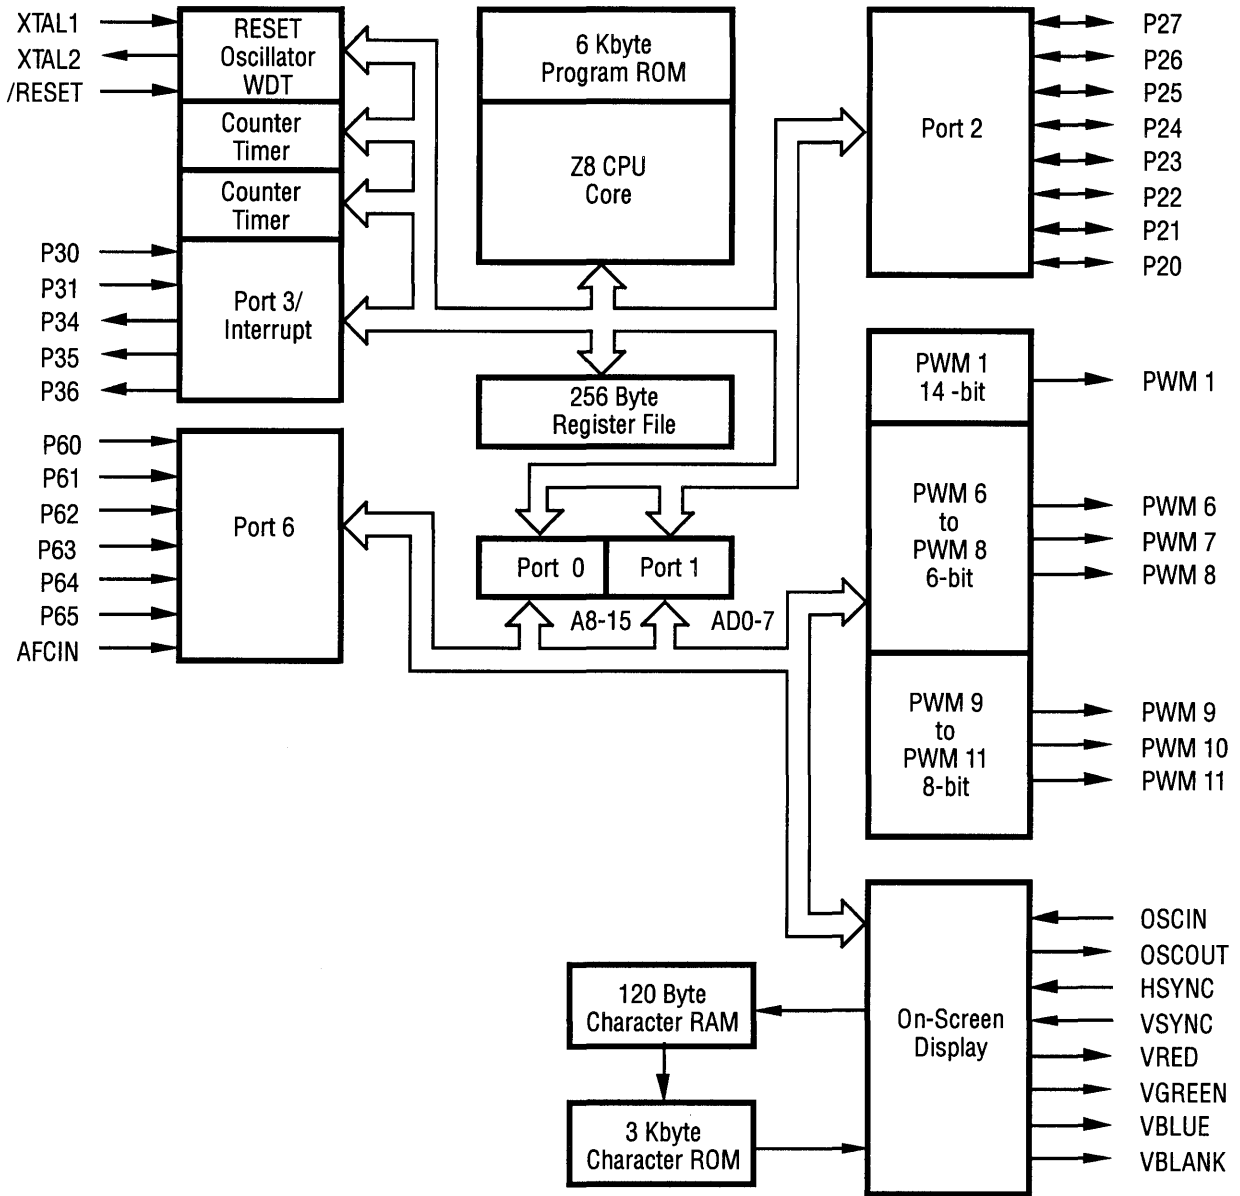 XTAL1
XTAL2
/RESET
RESET
Oscillator
WDT
Counter
Timer
Counter
Timer
P30
P31
P34
P35
P36
Port 3/
Interrupt
P60
P61
P62
P63
P64
P65
AFCIN
Port 6
6 Kbyte
Program ROM
Z8 CPU
Core
256 Byte
Register File
Port 0
Port 1
A8-15
AD0-7
Port 2
P27
P26
P25
P24
P23
P22
P21
P20
PWM 1
14 -bit
PWM 1
PWM 6
to
PWM 8
6-bit
PWM 6
PWM 7
PWM 8
PWM 9
to
PWM 11
8-bit
PWM 9
PWM 10
PWM 11
120 Byte
Character RAM
3 Kbyte
Character ROM
On-Screen
Display
OSCIN
OSCOUT
HSYNC
VSYNC
VRED
VGREEN
VBLUE
VBLANK